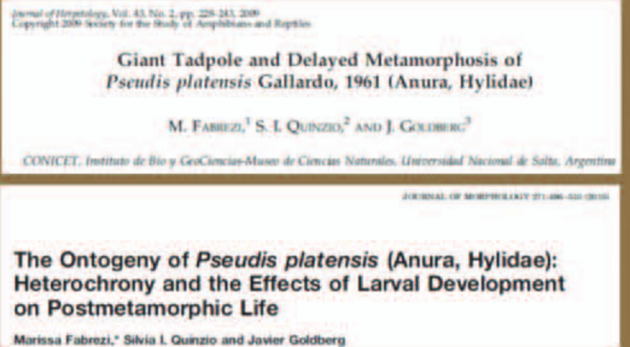 Journal of Herpetology, Vol. 43, No. 2, pp. 228–243, 2009
Copyright 2009 Society for the Study of Amphibians and Reptiles
Giant Tadpole and Delayed Metamorphosis of
Pseudis platensis Gallardo, 1961 (Anura, Hylidae)
M. FABREZI,¹ S. I. QUINZIO,² AND J. GOLDBERG³
CONICET, Instituto de Bio y GeoCiencias-Museo de Ciencias Naturales, Universidad Nacional de Salta, Argentina
JOURNAL OF MORPHOLOGY
The Ontogeny of Pseudis platensis (Anura, Hylidae):
Heterochrony and the Effects of Larval Development
on Postmetamorphic Life
Marissa Fabrezi,* Silvia I. Quinzio and Javier Goldberg